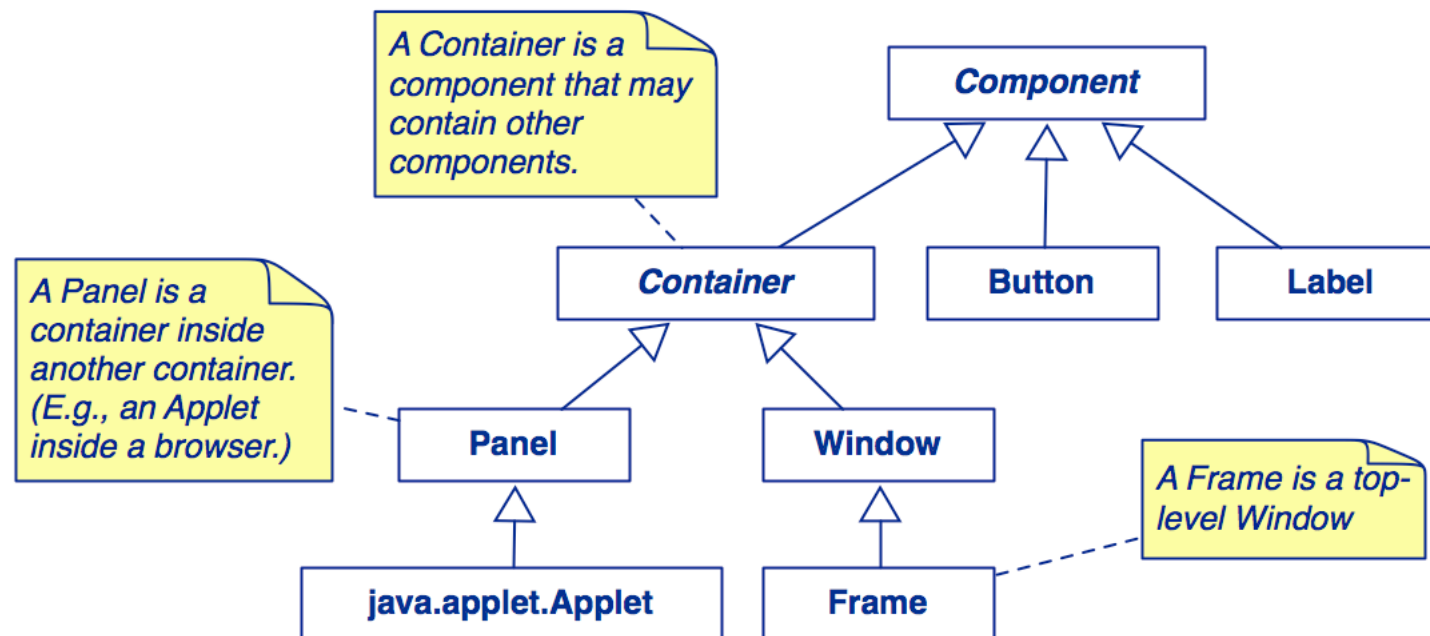 A Container is a
component that may
contain other
components.
Component
Container
Button
Label
A Panel is a
container inside
another container.
(E.g., an Applet
inside a browser.)
Panel
Window
A Frame is a top-
level Window
java.applet.Applet
Frame